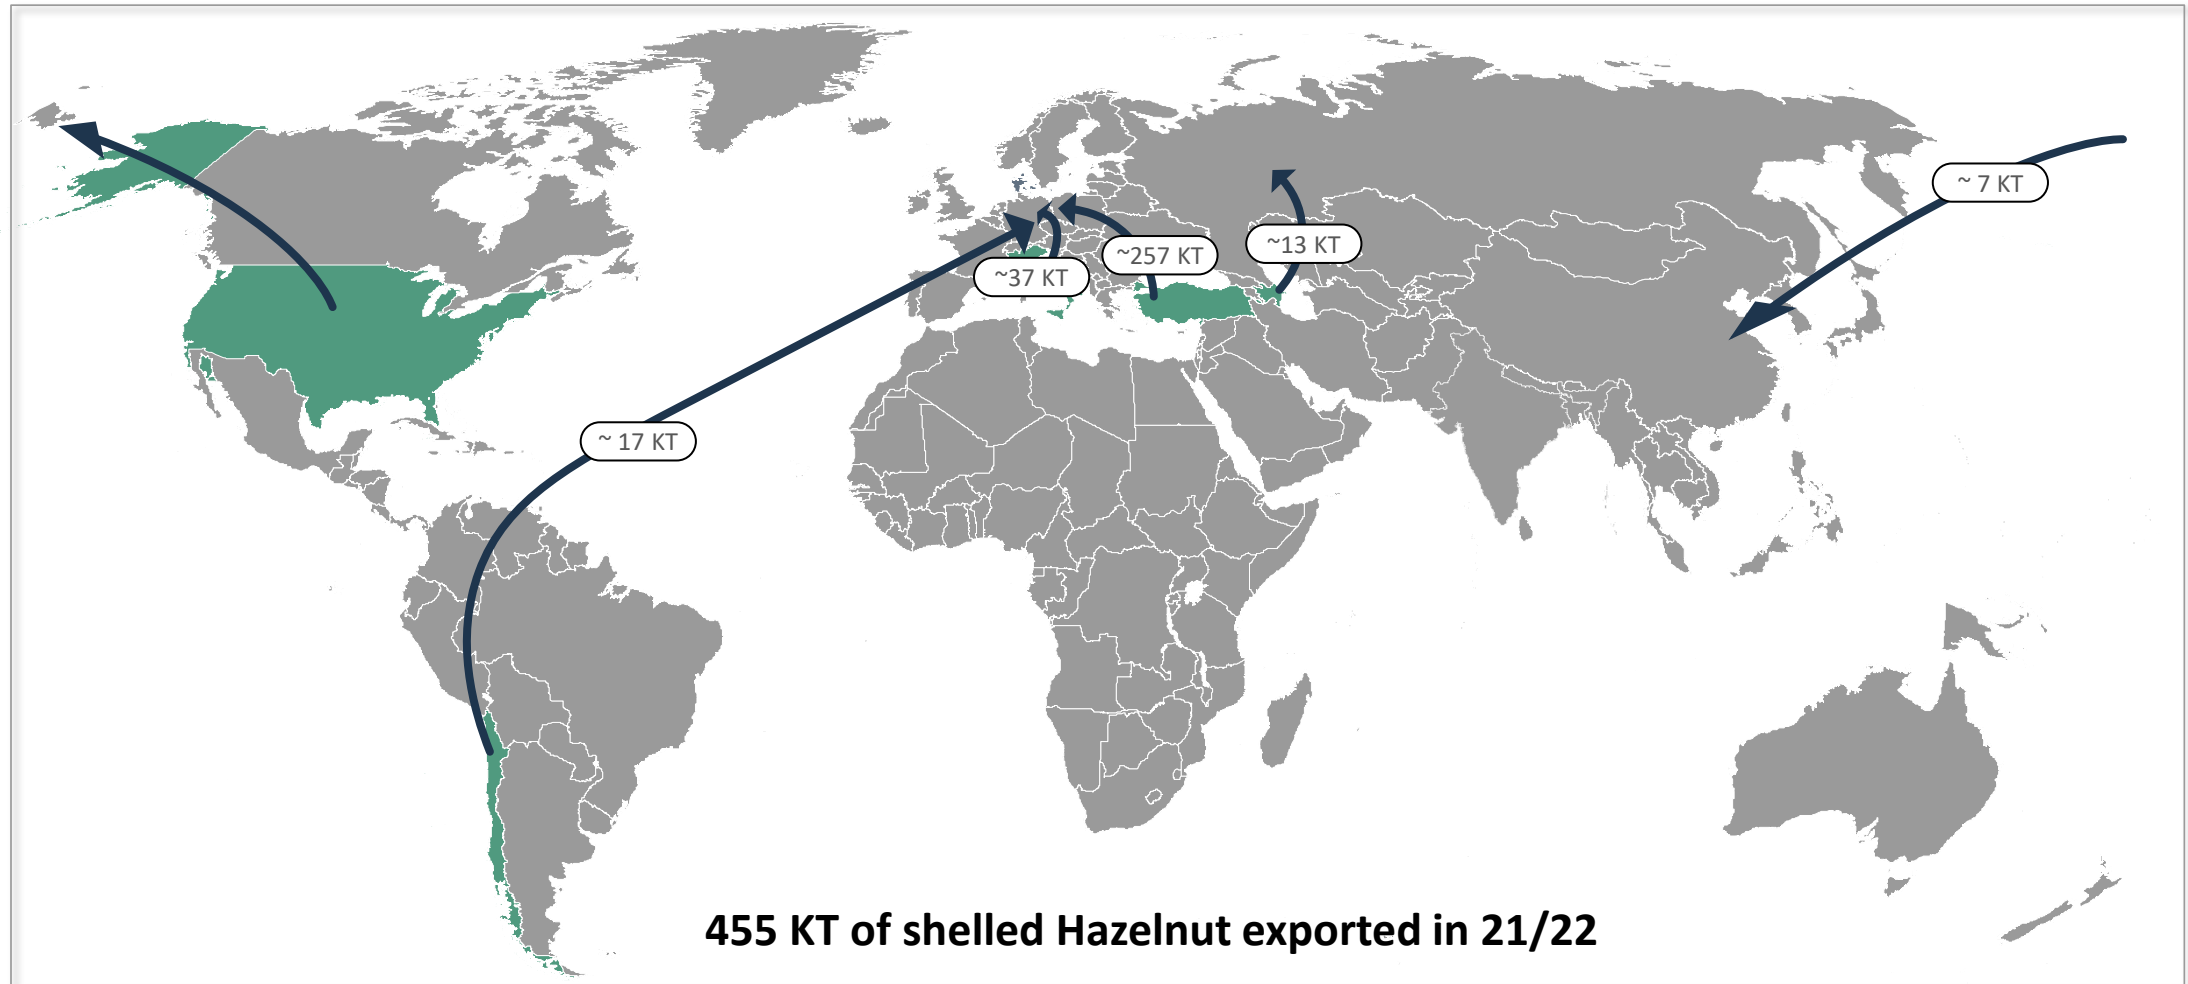 ~ 7 KT
~13 KT
~257 KT
~37 KT
~ 17 KT
455 KT of shelled Hazelnut exported in 21/22